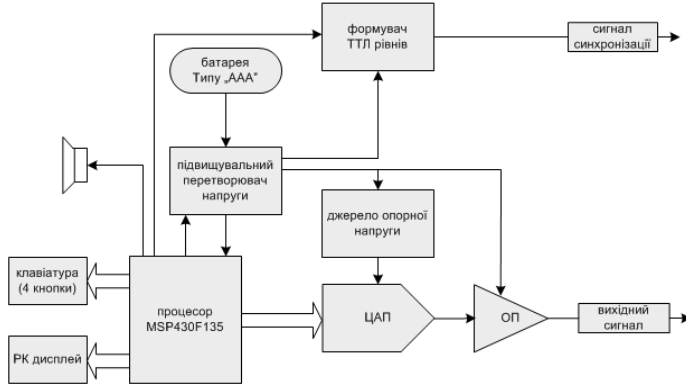 формувач
ТТЛ рівнів
сигнал
синхронізації
батарея
Типу „ААА"
підвищувальний
перетворювач
напруги
джерело опорної
напруги
клавіатура
(4 кнопки)
процесор
MSP430F135
ЦАП
ОП
вихідний
сигнал
РК дисплей